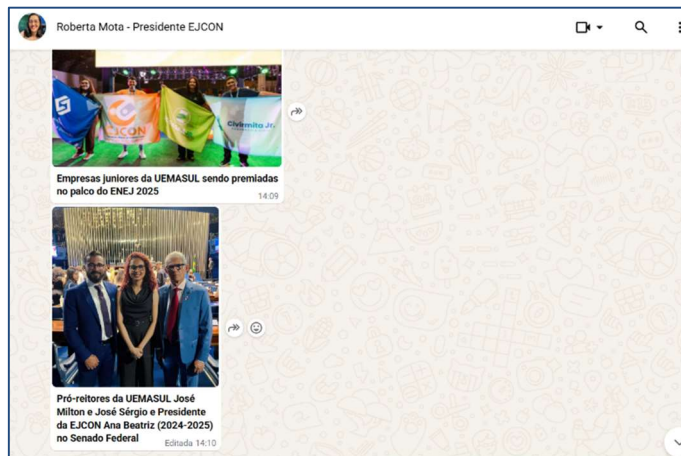 Roberta Mota - Presidente EJCON
EJCON
Civirmita Jr.
Empresas juniores da UEMASUL sendo premiadas
no palco do ENEJ 2025
14:09
Pró-reitores da UEMASUL José
Milton e José Sérgio e Presidente
da EJCON Ana Beatriz (2024-2025)
no Senado Federal
Editada 14:10